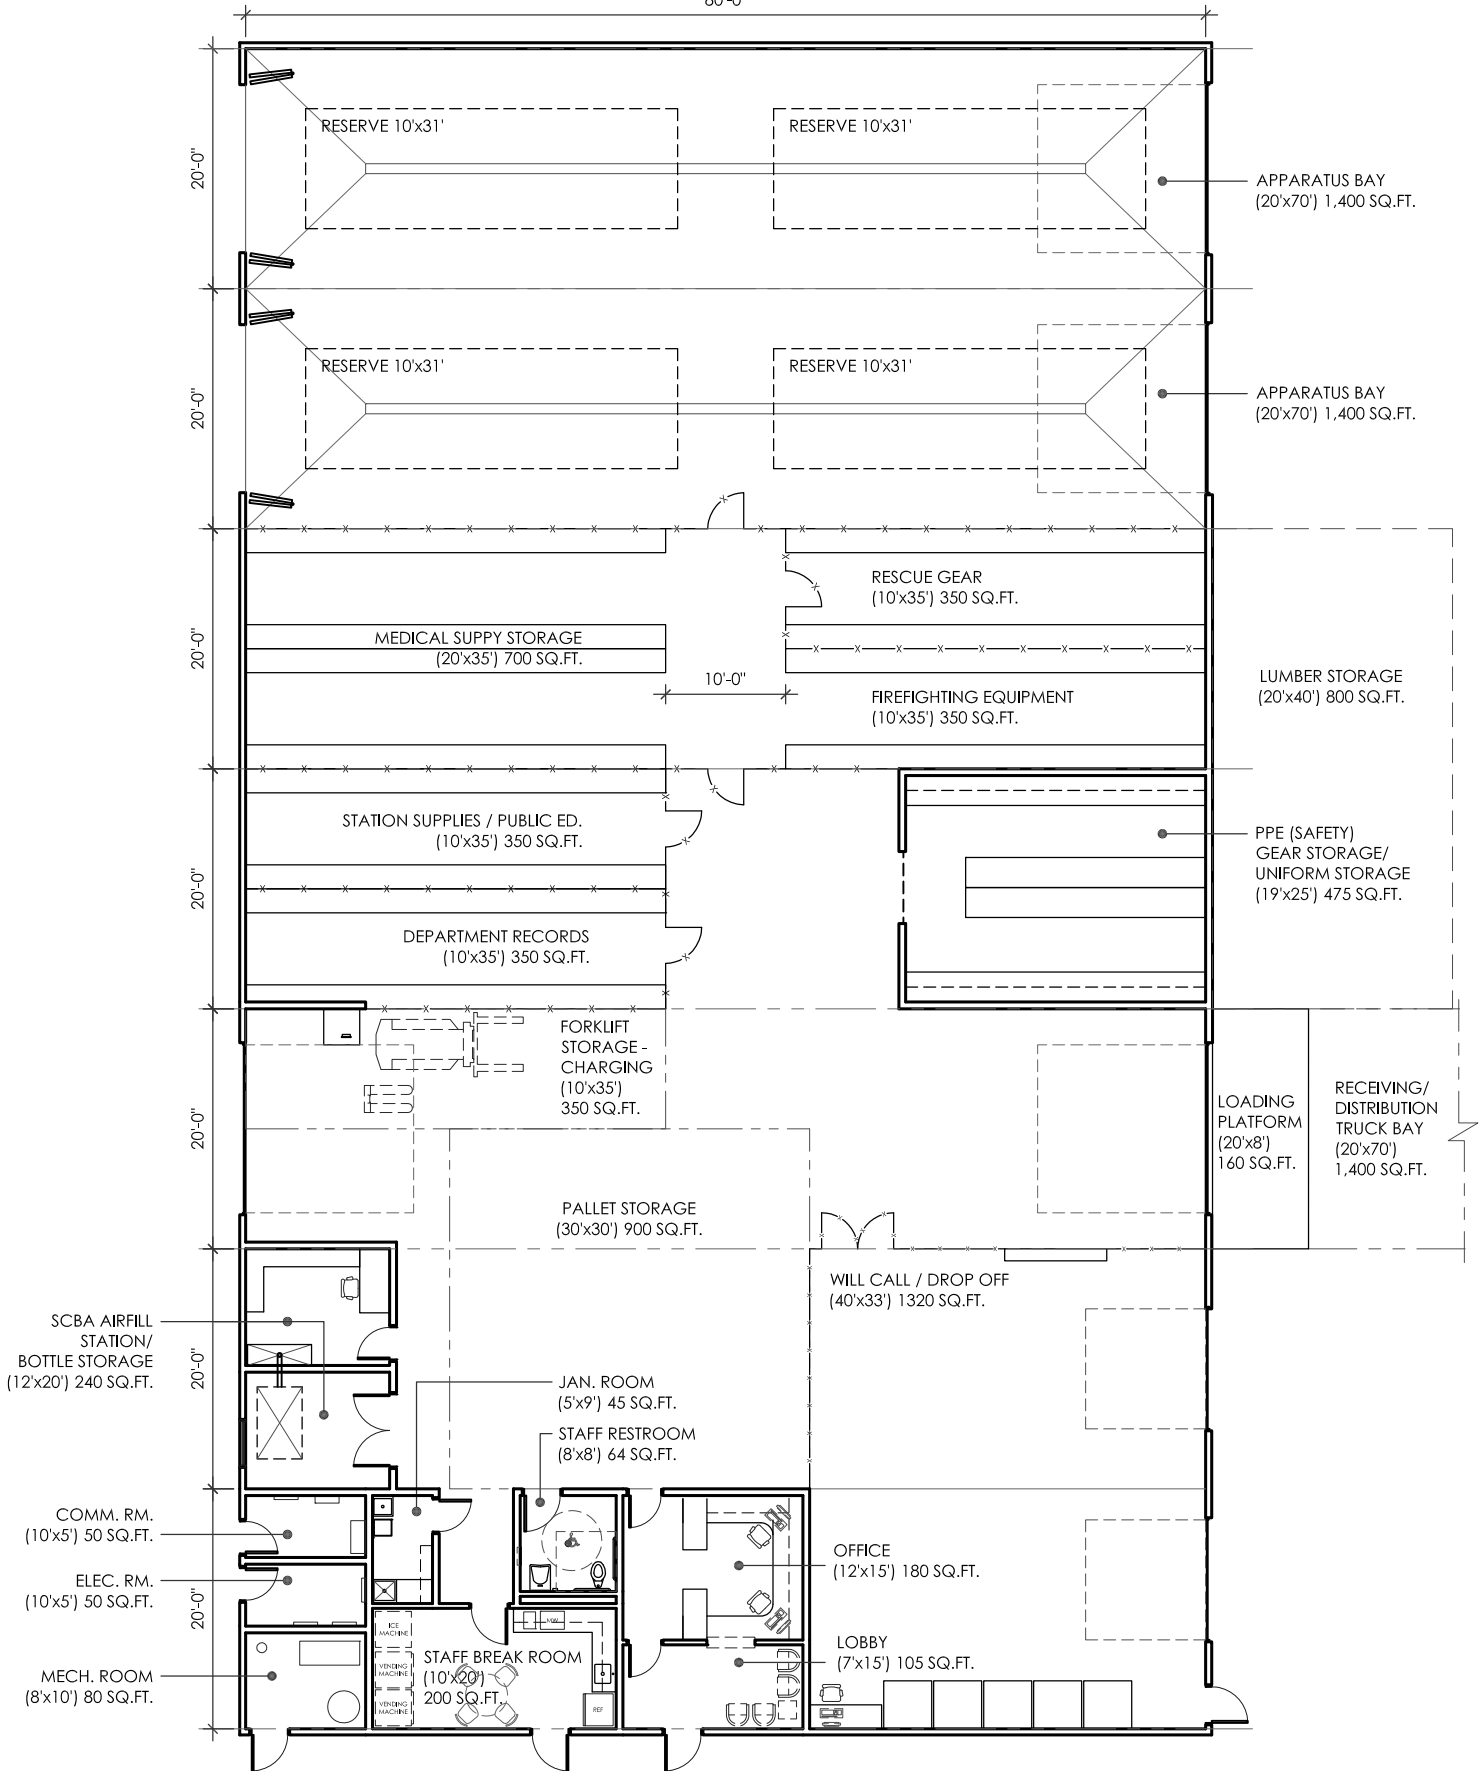 80'-0"
RESERVE 10'x31'
RESERVE 10'x31'
20'-0"
APPARATUS BAY
(20'x70') 1,400 SQ.FT.
RESERVE 10'x31'
RESERVE 10'x31'
20'-0"
APPARATUS BAY
(20'x70') 1,400 SQ.FT.
RESCUE GEAR
(10'x35') 350 SQ.FT.
20'-0"
MEDICAL SUPPY STORAGE
(20'x35') 700 SQ.FT.
10'-0"
FIREFIGHTING EQUIPMENT
(10'x35') 350 SQ.FT.
LUMBER STORAGE
(20'x40') 800 SQ.FT.
STATION SUPPLIES / PUBLIC ED.
(10'x35') 350 SQ.FT.
20'-0"
PPE (SAFETY)
GEAR STORAGE/
UNIFORM STORAGE
(19'x25') 475 SQ.FT.
DEPARTMENT RECORDS
(10'x35') 350 SQ.FT.
FORKLIFT
STORAGE -
CHARGING
(10'x35')
350 SQ.FT.
20'-0"
LOADING
PLATFORM
(20'x8')
160 SQ.FT.
RECEIVING/
DISTRIBUTION
TRUCK BAY
(20'x70')
1,400 SQ.FT.
PALLET STORAGE
(30'x30') 900 SQ.FT.
WILL CALL / DROP OFF
(40'x33') 1320 SQ.FT.
SCBA AIRFILL
STATION/
BOTTLE STORAGE
(12'x20') 240 SQ.FT.
20'-0"
JAN. ROOM
(5'x9') 45 SQ.FT.
STAFF RESTROOM
(8'x8') 64 SQ.FT.
COMM. RM.
(10'x5') 50 SQ.FT.
OFFICE
(12'x15') 180 SQ.FT.
ELEC. RM.
(10'x5') 50 SQ.FT.
20'-0"
ICE
MACHINE
MW
LOBBY
(7'x15') 105 SQ.FT.
STAFF BREAK ROOM
(10'x20')
200 SQ.FT.
VENDING
MACHINE
VENDING
MACHINE
REF
MECH. ROOM
(8'x10') 80 SQ.FT.